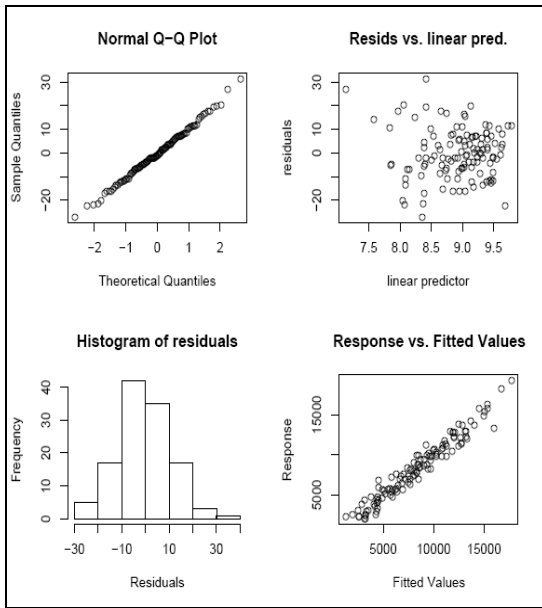 Normal Q−Q Plot
Sample Quantiles
30
10
0
−20
−2 −1 0 1 2
Theoretical Quantiles
Resids vs. linear pred.
residuals
30
10
0
−20
7.5 8.0 8.5 9.0 9.5
linear predictor
Histogram of residuals
Frequency
40
20
10
0
−30 −10 10 30
Residuals
Response vs. Fitted Values
Response
15000
5000
5000 10000 15000
Fitted Values